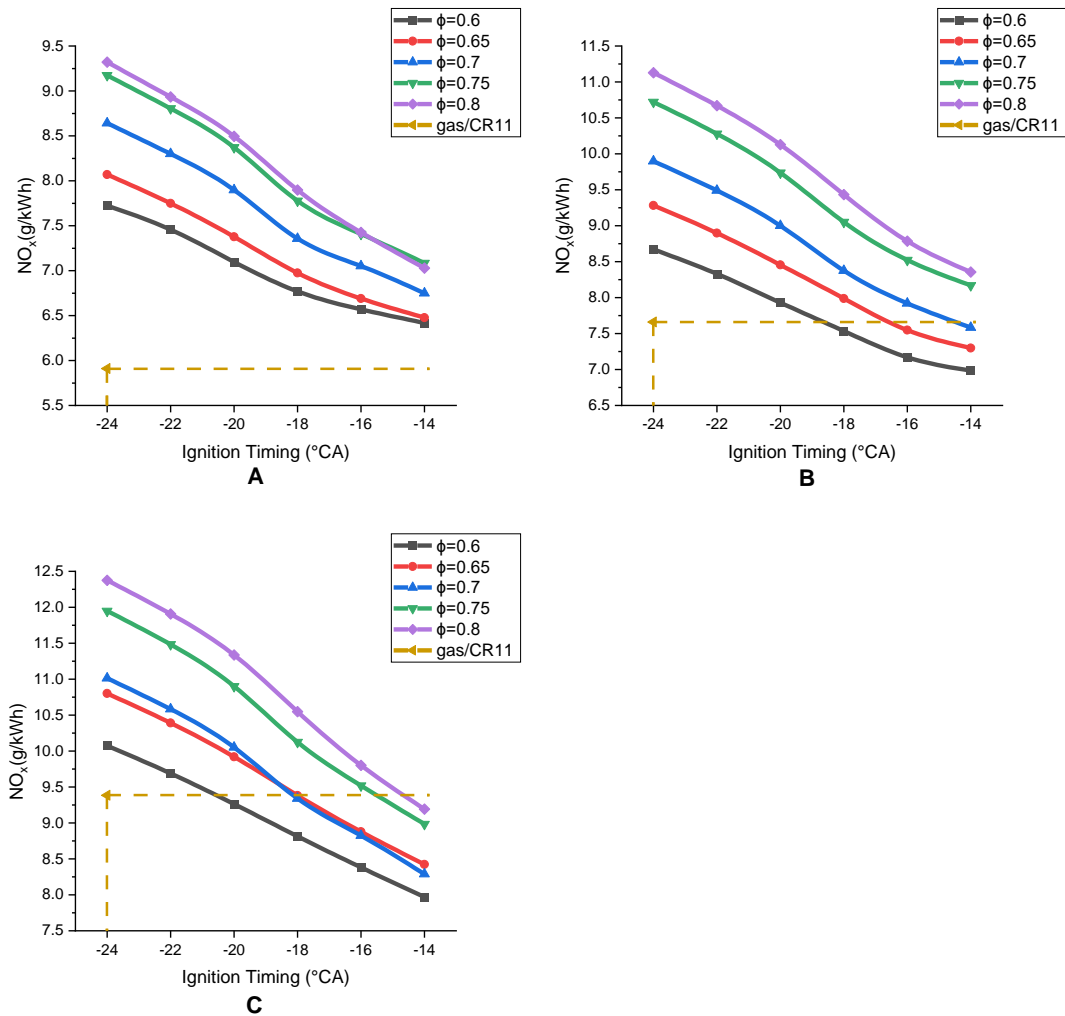 ϕ=0.6
ϕ=0.65
ϕ=0.7
ϕ=0.75
ϕ=0.8
gas/CR11
9.5
9.0
8.5
8.0
7.5
7.0
6.5
6.0
5.5
NOx(g/kWh)
-24 -22 -20 -18 -16 -14
Ignition Timing (°CA)
A
ϕ=0.6
ϕ=0.65
ϕ=0.7
ϕ=0.75
ϕ=0.8
gas/CR11
11.5
11.0
10.5
10.0
9.5
9.0
8.5
8.0
7.5
7.0
6.5
NOx(g/kWh)
-24 -22 -20 -18 -16 -14
Ignition Timing (°CA)
B
ϕ=0.6
ϕ=0.65
ϕ=0.7
ϕ=0.75
ϕ=0.8
gas/CR11
12.5
12.0
11.5
11.0
10.5
10.0
9.5
9.0
8.5
8.0
7.5
NOx(g/kWh)
-24 -22 -20 -18 -16 -14
Ignition Timing (°CA)
C